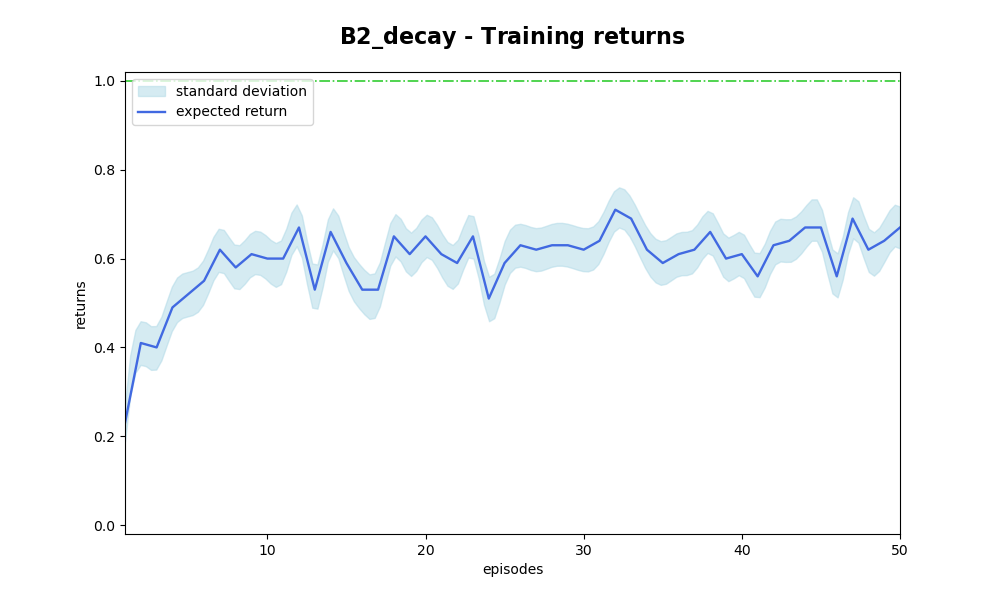 B2_decay - Training returns
1.0
standard deviation
expected return
0.8
0.6
0.4
0.2
0.0
returns
10 20 30 40 50
episodes